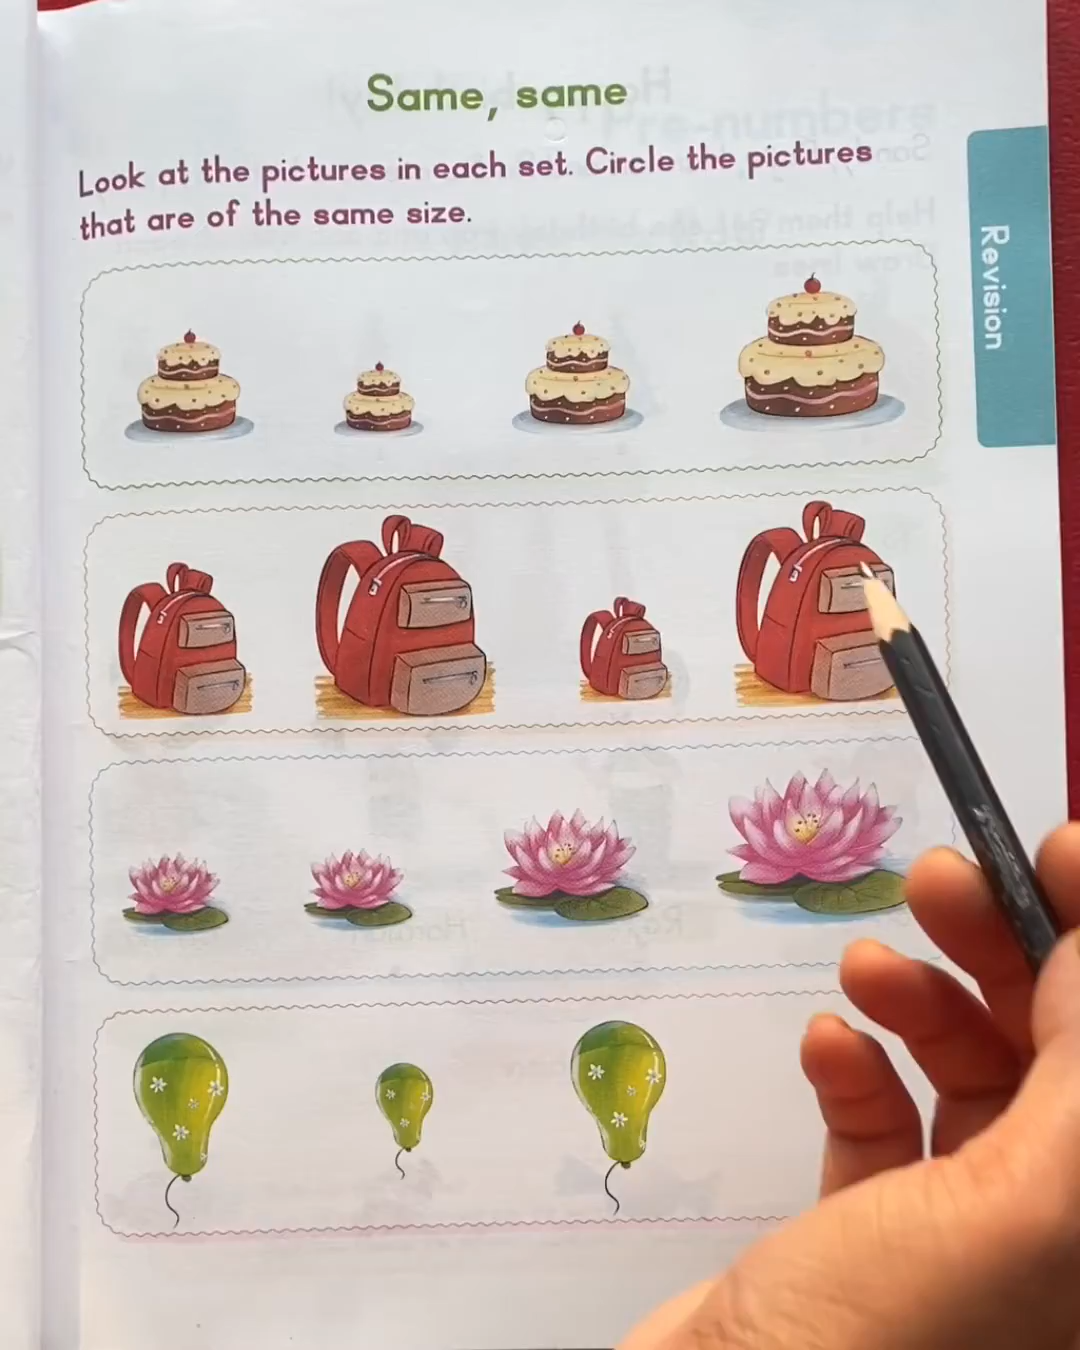 Same, same
Look at the pictures in each set. Circle the pictures
that are of the same size.
Revision